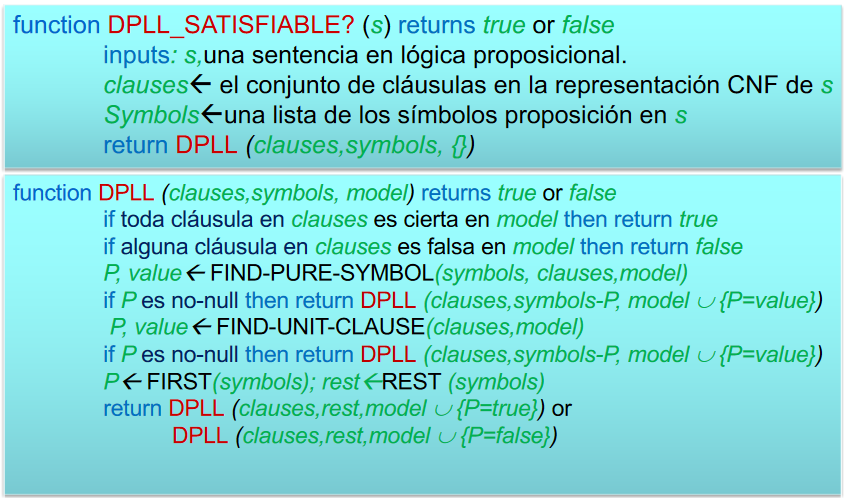 function DPLL_SATISFIABLE? (s) returns true or false
inputs: s,una sentencia en lógica proposicional.
clauses← el conjunto de cláusulas en la representación CNF de s
Symbols←una lista de los símbolos proposición en s
return DPLL (clauses,symbols, {})
function DPLL (clauses,symbols, model) returns true or false
if toda cláusula en clauses es cierta en model then return true
if alguna cláusula en clauses es falsa en model then return false
P, value← FIND-PURE-SYMBOL(symbols, clauses,model)
if P es no-null then return DPLL (clauses,symbols-P, model ∪ {P=value})
P, value← FIND-UNIT-CLAUSE(clauses,model)
if P es no-null then return DPLL (clauses,symbols-P, model ∪ {P=value})
P← FIRST(symbols); rest←REST (symbols)
return DPLL (clauses,rest,model ∪ {P=true}) or
DPLL (clauses,rest,model ∪ {P=false})